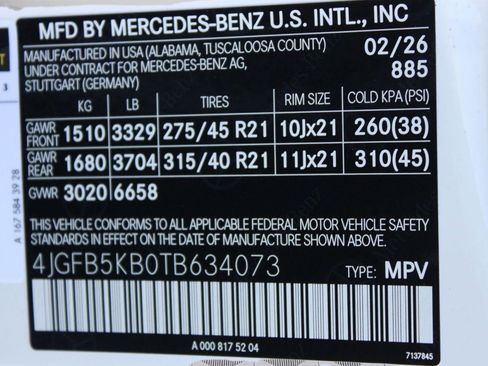 MFD BY MERCEDES-BENZ U.S. INTL., INC
MANUFACTURED IN USA (ALABAMA, TUSCALOOSA COUNTY) 02/26
UNDER CONTRACT FOR MERCEDES-BENZ AG, 885
STUTTGART (GERMANY)
KG LB TIRES RIM SIZE COLD KPA (PSI)
GAWR FRONT 1510 3329 275/45 R21 10Jx21 260(38)
GAWR REAR 1680 3704 315/40 R21 11Jx21 310(45)
GVWR 3020 6658
THIS VEHICLE CONFORMS TO ALL APPLICABLE FEDERAL MOTOR VEHICLE SAFETY
STANDARDS IN EFFECT ON THE DATE OF MANUFACTURE SHOWN ABOVE.
4JGFB5KB0TB634073 TYPE: MPV
A 000 817 52 04
7137845
A 167 584 39 28
3